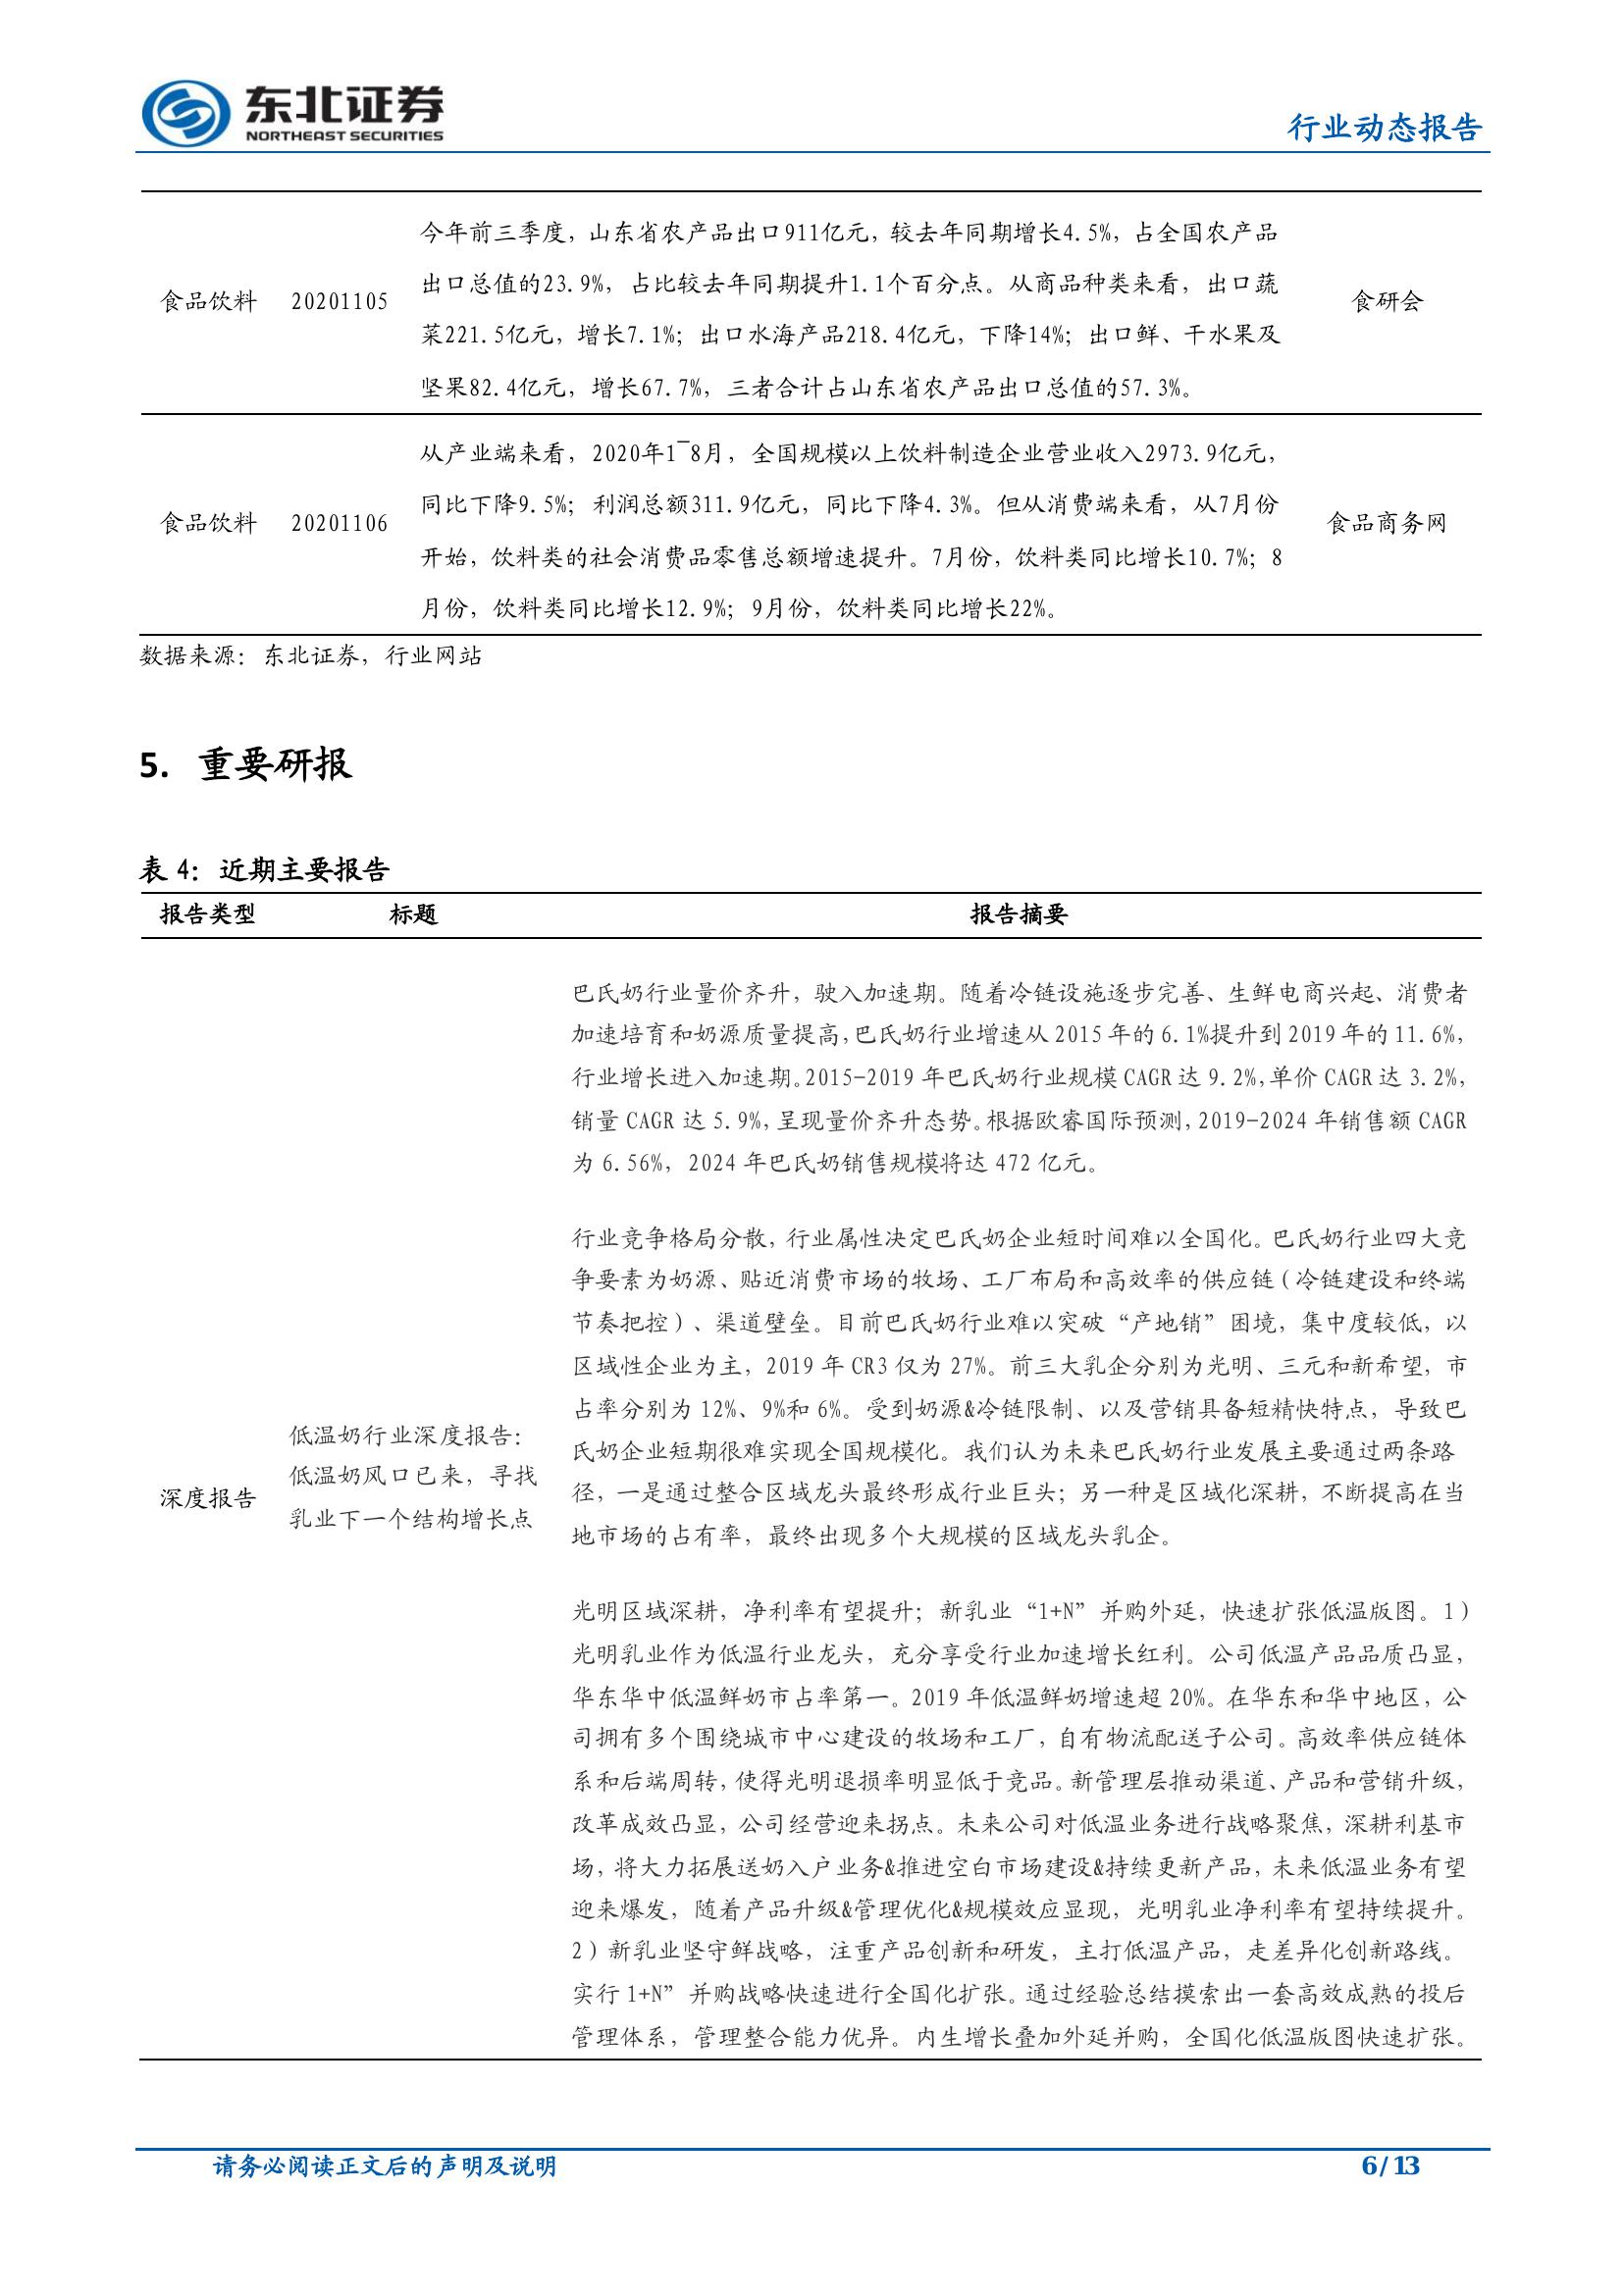 东北证券
NORTHEAST SECURITIES
行业动态报告
食品饮料
20201105
今年前三季度，山东省农产品出口911亿元，较去年同期增长4.5%，占全国农产品
出口总值的23.9%，占比较去年同期提升1.1个百分点。从商品种类来看，出口蔬
菜221.5亿元，增长7.1%；出口水海产品218.4亿元，下降14%；出口鲜、干水果及
坚果82.4亿元，增长67.7%，三者合计占山东省农产品出口总值的57.3%。
食研会
食品饮料
20201106
从产业端来看，2020年1¯8月，全国规模以上饮料制造企业营业收入2973.9亿元，
同比下降9.5%；利润总额311.9亿元，同比下降4.3%。但从消费端来看，从7月份
开始，饮料类的社会消费品零售总额增速提升。7月份，饮料类同比增长10.7%；8
月份，饮料类同比增长12.9%；9月份，饮料类同比增长22%。
食品商务网
数据来源：东北证券，行业网站
5. 重要研报
表 4：近期主要报告
报告类型 标题 报告摘要
深度报告
低温奶行业深度报告：
低温奶风口已来，寻找
乳业下一个结构增长点
巴氏奶行业量价齐升，驶入加速期。随着冷链设施逐步完善、生鲜电商兴起、消费者
加速培育和奶源质量提高，巴氏奶行业增速从 2015 年的 6.1%提升到 2019 年的 11.6%，
行业增长进入加速期。2015-2019 年巴氏奶行业规模 CAGR 达 9.2%，单价 CAGR 达 3.2%，
销量 CAGR 达 5.9%，呈现量价齐升态势。根据欧睿国际预测，2019-2024 年销售额 CAGR
为 6.56%，2024 年巴氏奶销售规模将达 472 亿元。
行业竞争格局分散，行业属性决定巴氏奶企业短时间难以全国化。巴氏奶行业四大竞
争要素为奶源、贴近消费市场的牧场、工厂布局和高效率的供应链（冷链建设和终端
节奏把控）、渠道壁垒。目前巴氏奶行业难以突破“产地销”困境，集中度较低，以
区域性企业为主，2019 年 CR3 仅为 27%。前三大乳企分别为光明、三元和新希望，市
占率分别为 12%、9%和 6%。受到奶源&冷链限制、以及营销具备短精快特点，导致巴
氏奶企业短期很难实现全国规模化。我们认为未来巴氏奶行业发展主要通过两条路
径，一是通过整合区域龙头最终形成行业巨头；另一种是区域化深耕，不断提高在当
地市场的占有率，最终出现多个大规模的区域龙头乳企。
光明区域深耕，净利率有望提升；新乳业“1+N”并购外延，快速扩张低温版图。1）
光明乳业作为低温行业龙头，充分享受行业加速增长红利。公司低温产品品质凸显，
华东华中低温鲜奶市占率第一。2019 年低温鲜奶增速超 20%。在华东和华中地区，公
司拥有多个围绕城市中心建设的牧场和工厂，自有物流配送子公司。高效率供应链体
系和后端周转，使得光明退损率明显低于竞品。新管理层推动渠道、产品和营销升级，
改革成效凸显，公司经营迎来拐点。未来公司对低温业务进行战略聚焦，深耕利基市
场，将大力拓展送奶入户业务&推进空白市场建设&持续更新产品，未来低温业务有望
迎来爆发，随着产品升级&管理优化&规模效应显现，光明乳业净利率有望持续提升。
2）新乳业坚守鲜战略，注重产品创新和研发，主打低温产品，走差异化创新路线。
实行 1+N”并购战略快速进行全国化扩张。通过经验总结摸索出一套高效成熟的投后
管理体系，管理整合能力优异。内生增长叠加外延并购，全国化低温版图快速扩张。
请务必阅读正文后的声明及说明
6 / 13